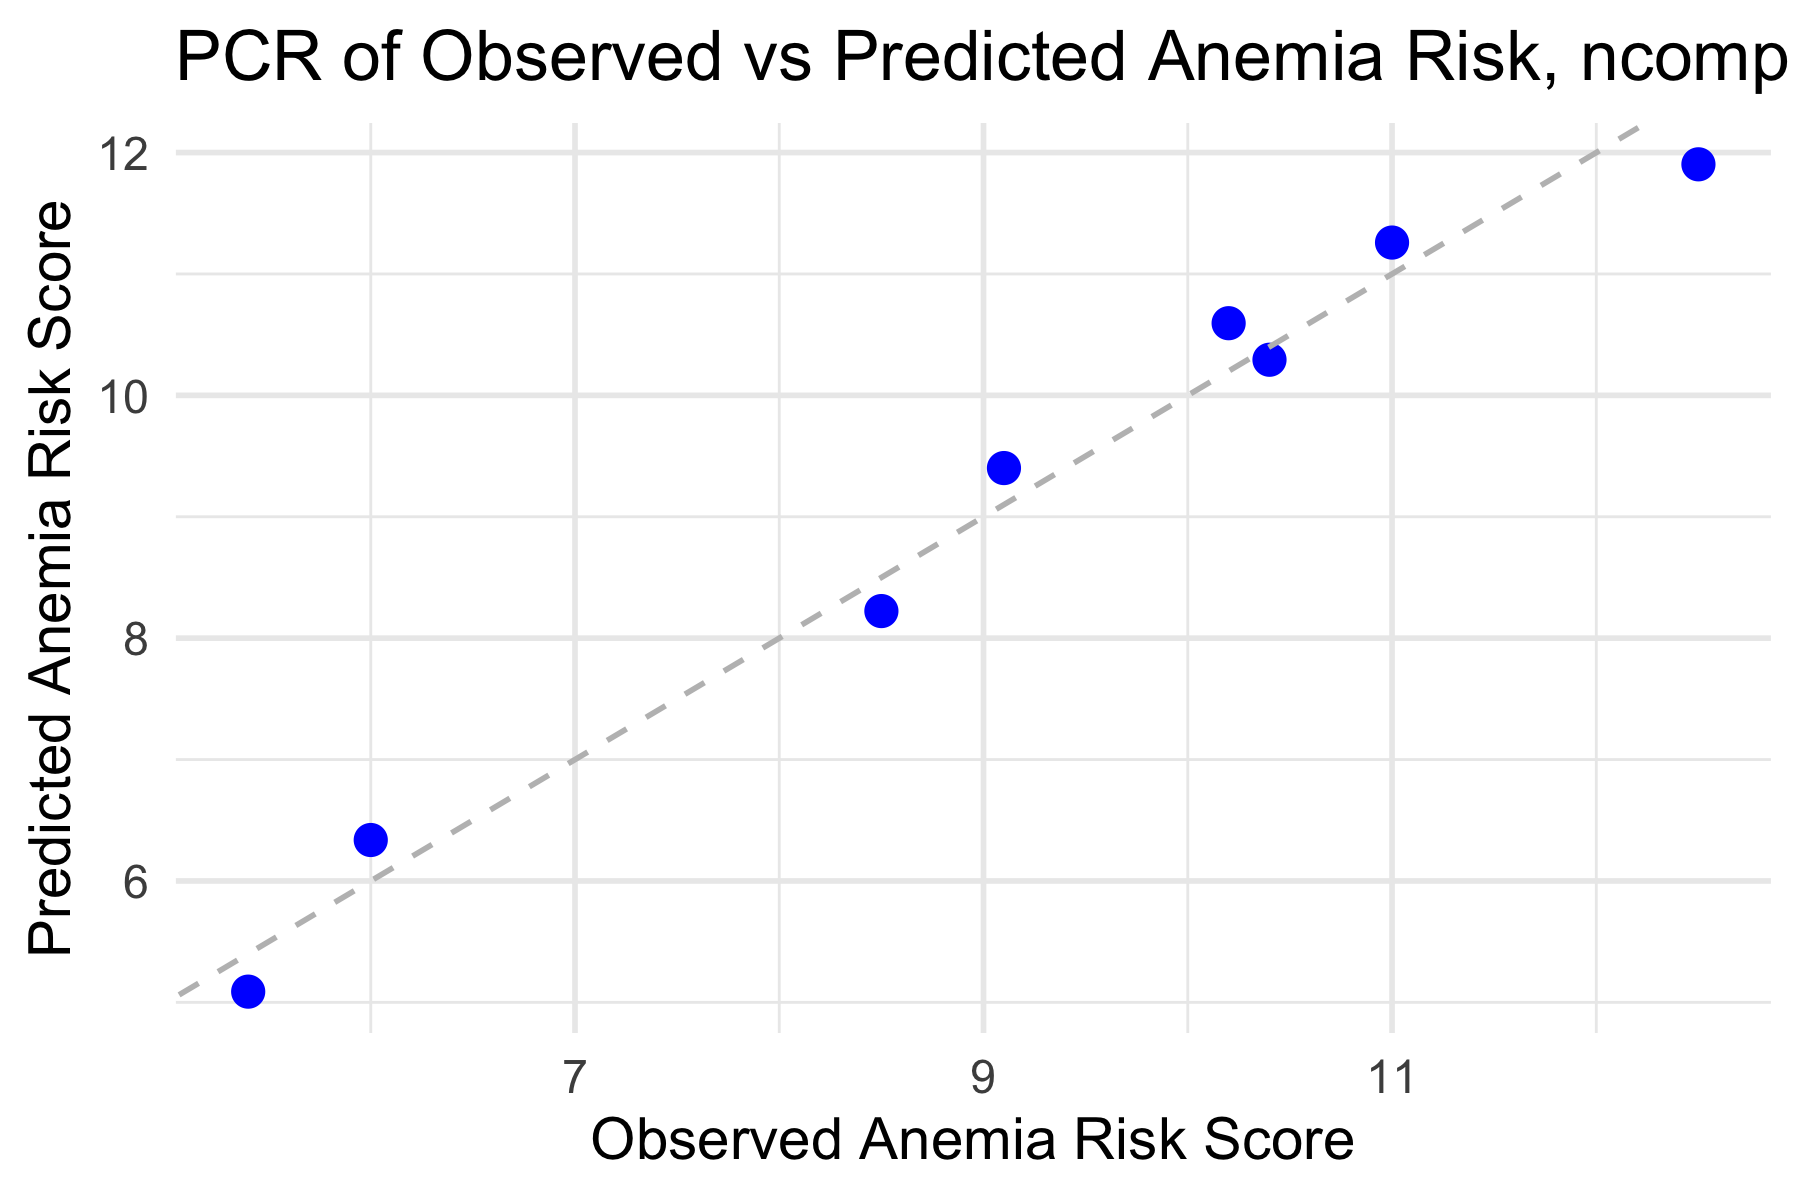 PCR of Observed vs Predicted Anemia Risk, ncomp
12
10
8
6
Predicted Anemia Risk Score
7 9 11
Observed Anemia Risk Score